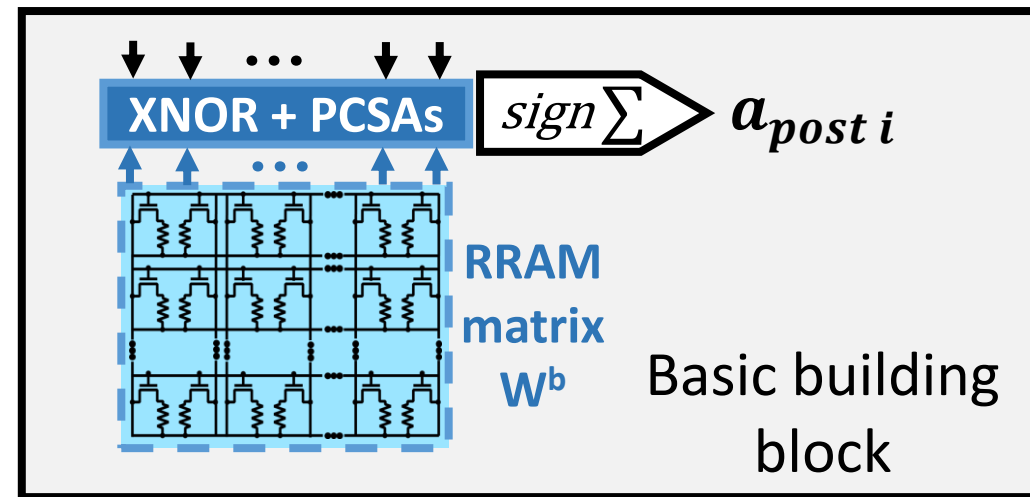 ...
XNOR + PCSAs
sign ∑
a_post i
...
RRAM
matrix
W^b
Basic building
block